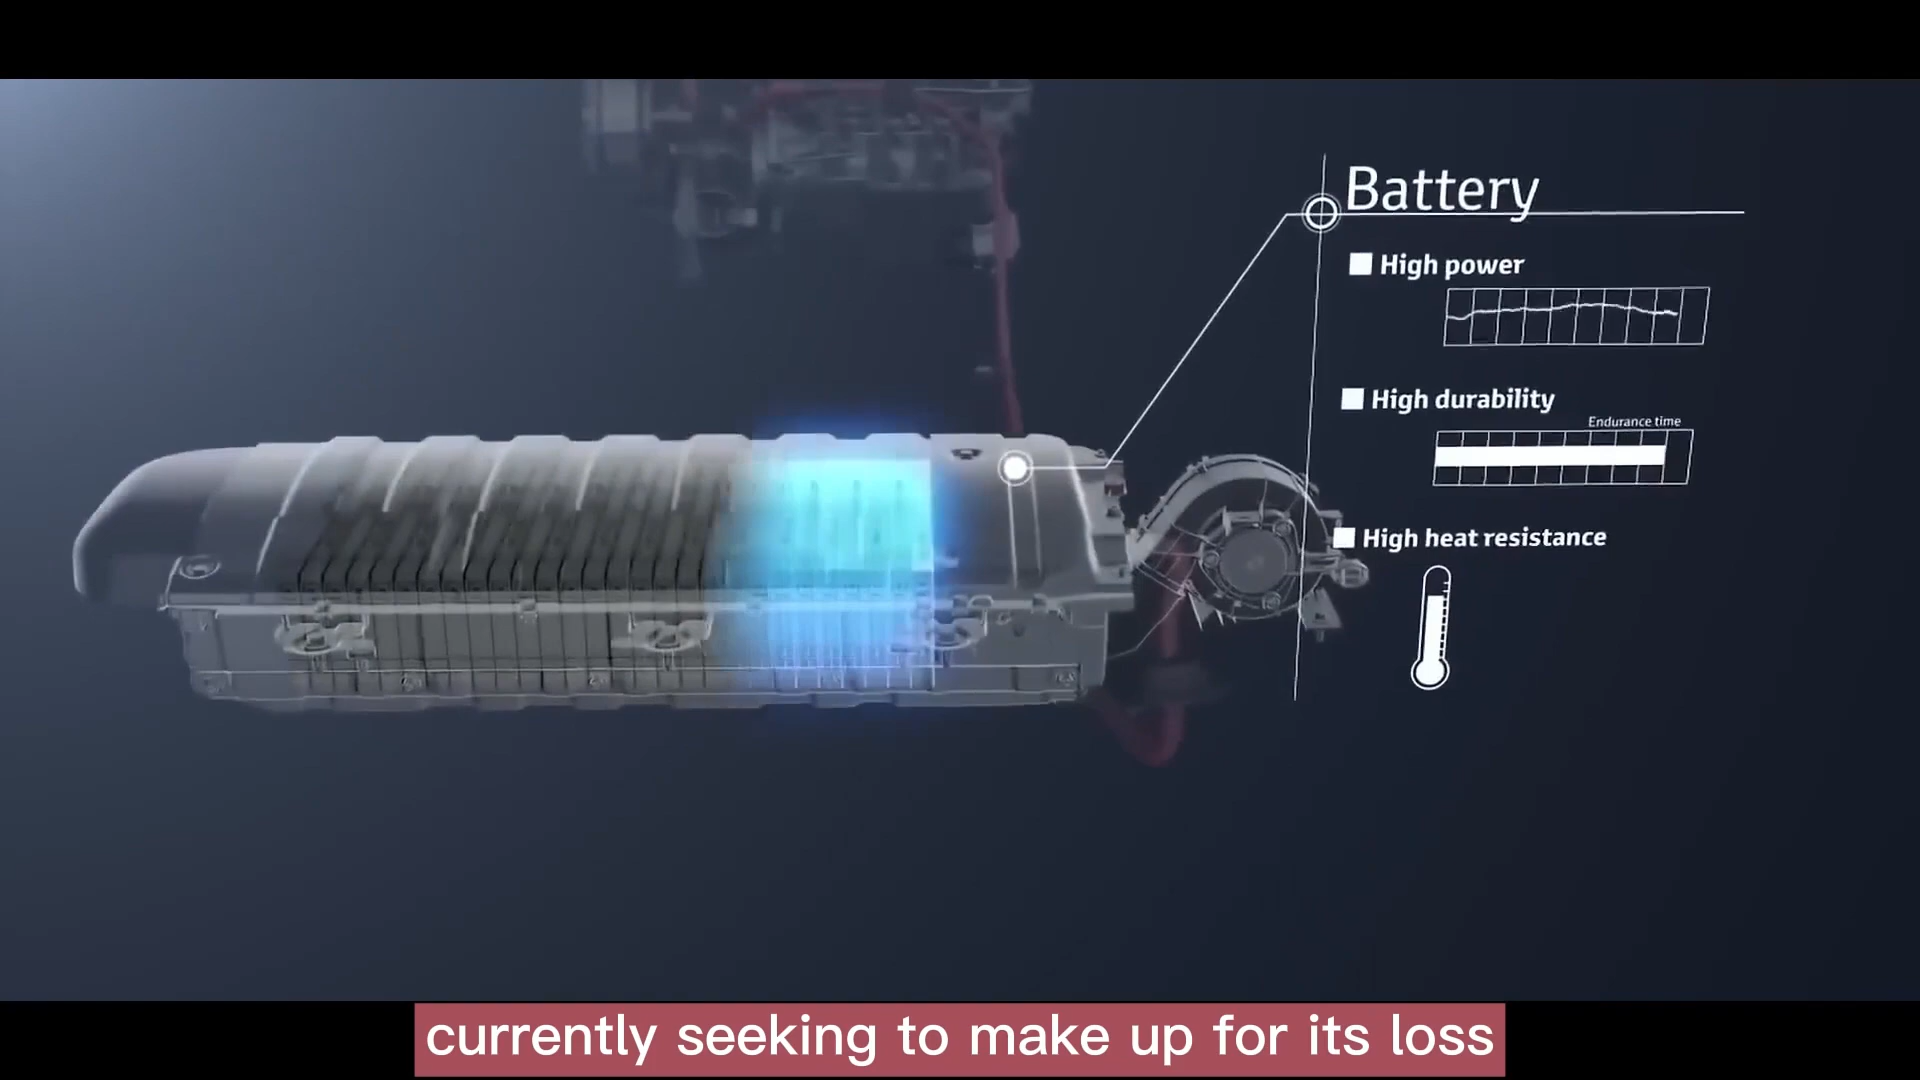 Battery
High power
High durability
Endurance time
High heat resistance
currently seeking to make up for its loss